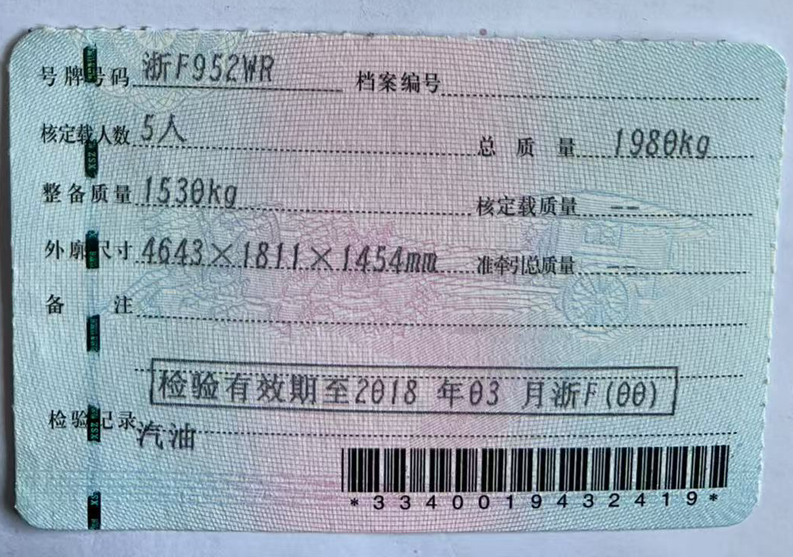 号牌号码 浙F952WR 档案编号
核定载人数 5人 总质量 1980kg
整备质量 1530kg 核定载质量 --
外廓尺寸 4643×1811×1454mm 准牵引总质量 --
备注
检验有效期至2018 年03 月浙F(00)
检验记录 汽油
*3340019432419*